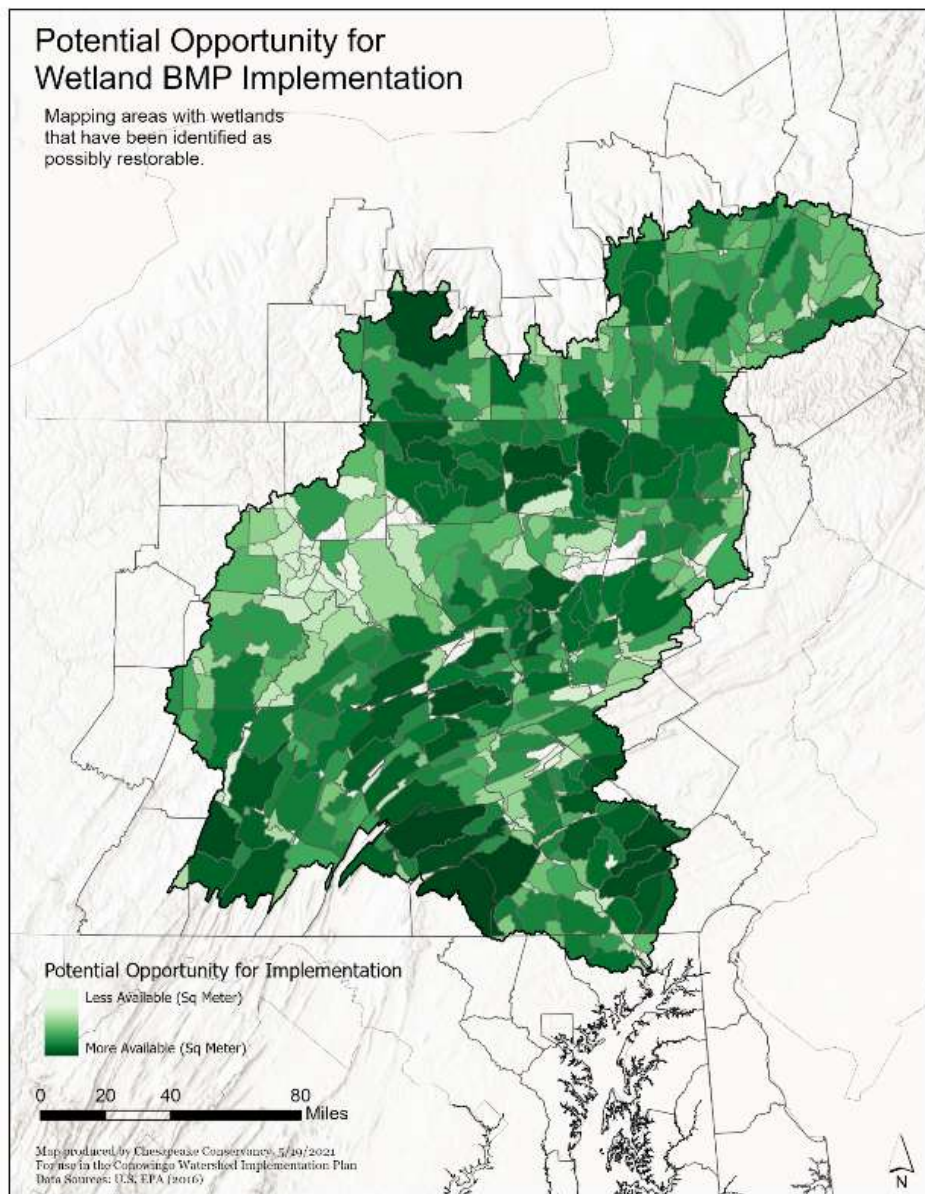 Potential Opportunity for
Wetland BMP Implementation
Mapping areas with wetlands
that have been identified as
possibly restorable.
Potential Opportunity for Implementation
Less Available (Sq Meter)
More Available (Sq Meter)
0 20 40 80
Miles
Map produced by Chesapeake Conservancy, 5/19/2021
For use in the Conowingo Watershed Implementation Plan
Data Sources: U.S. EPA (2016)
N